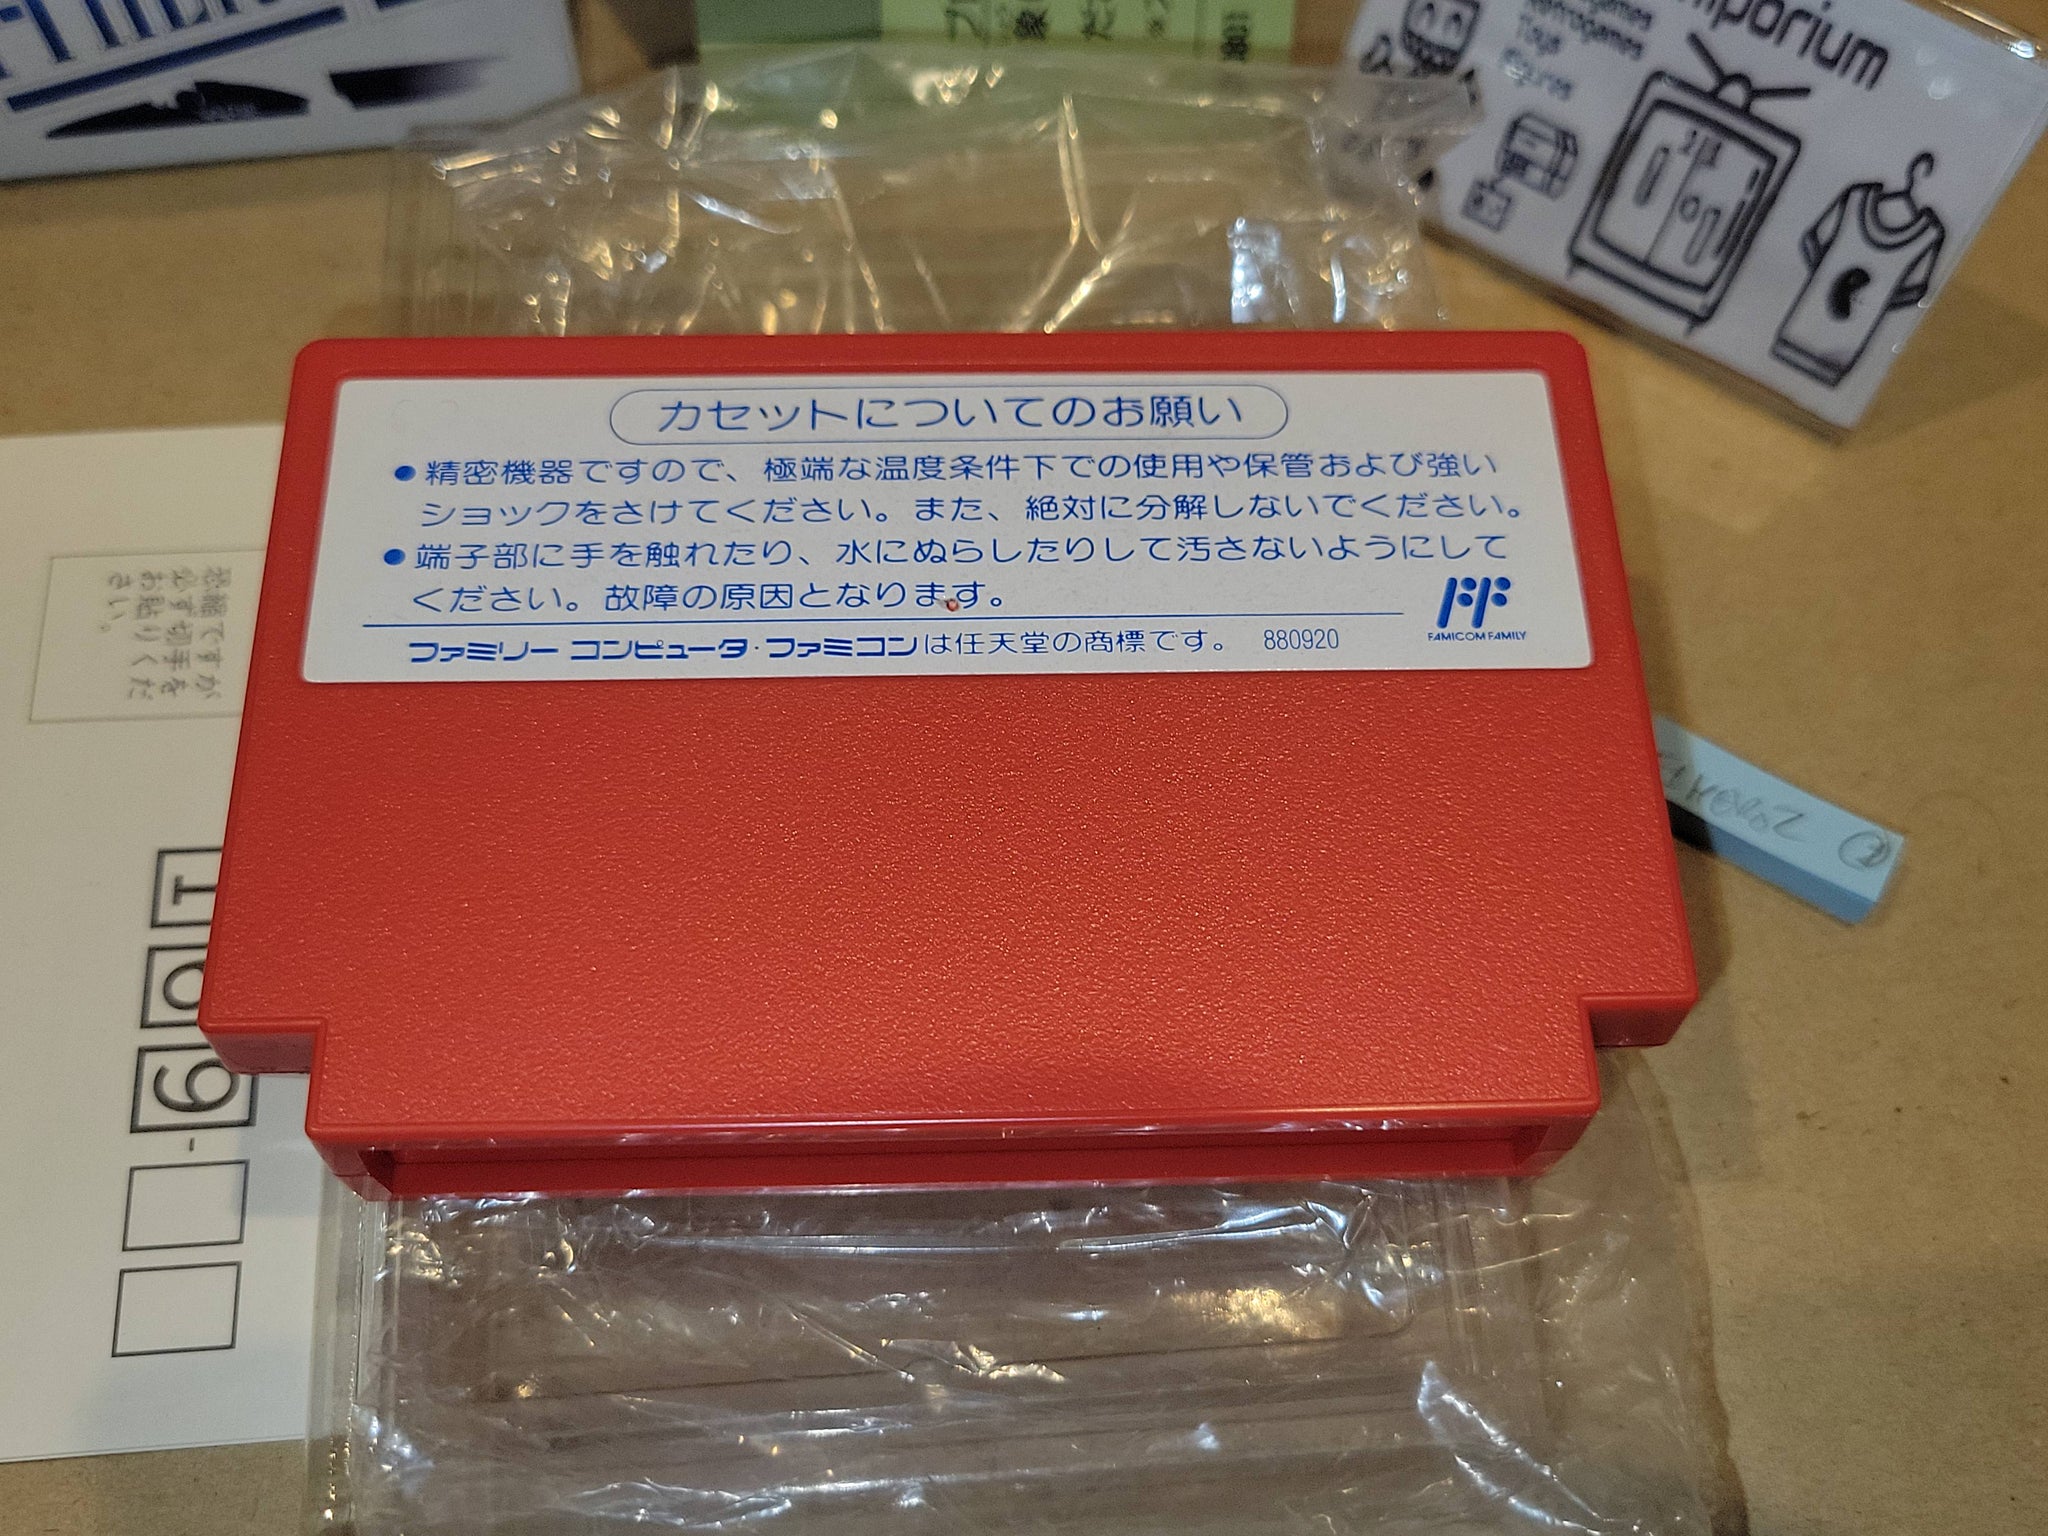 mporium
Retrogames
Toys
Figures
カセットについてのお願い
●精密機器ですので、極端な温度条件下での使用や保管および強い
ショックをさけてください。また、絶対に分解しないでください。
●端子部に手を触れたり、水にぬらしたりして汚さないようにして
ください。故障の原因となります。
FAMICOM FAMILY
ファミリー コンピュータ・ファミコンは任天堂の商標です。 880920
恐縮ですが
必ず切手を
お貼りくだ
さい。
1 0 6 -